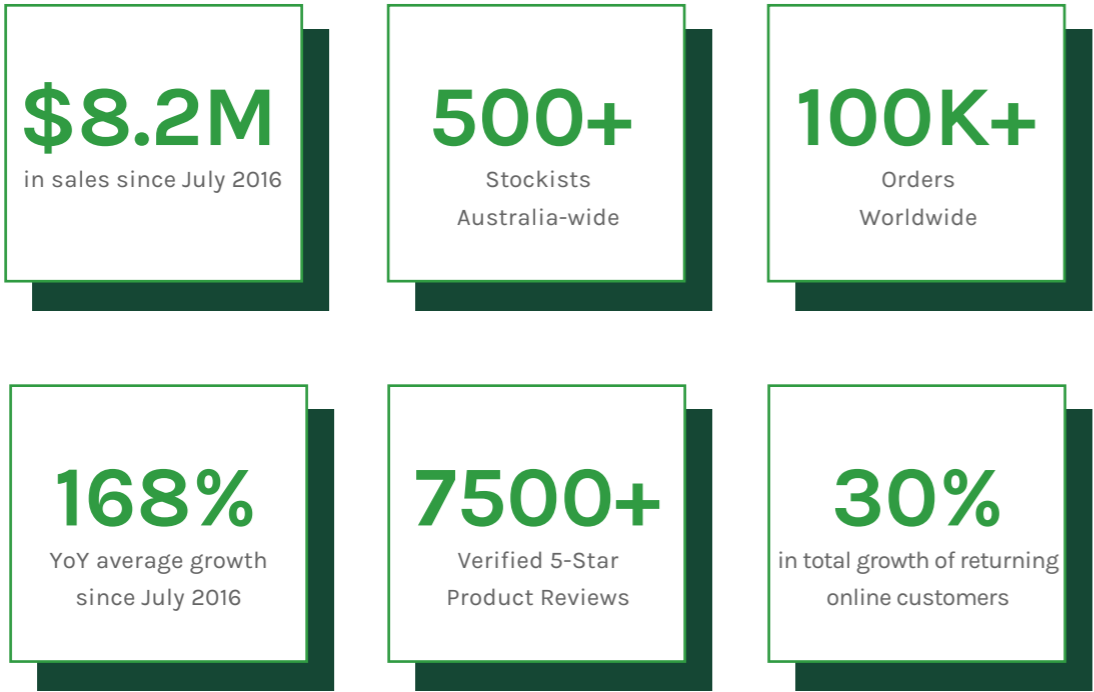 $8.2M
in sales since July 2016
500+
Stockists
Australia-wide
100K+
Orders
Worldwide
168%
YoY average growth
since July 2016
7500+
Verified 5-Star
Product Reviews
30%
in total growth of returning
online customers